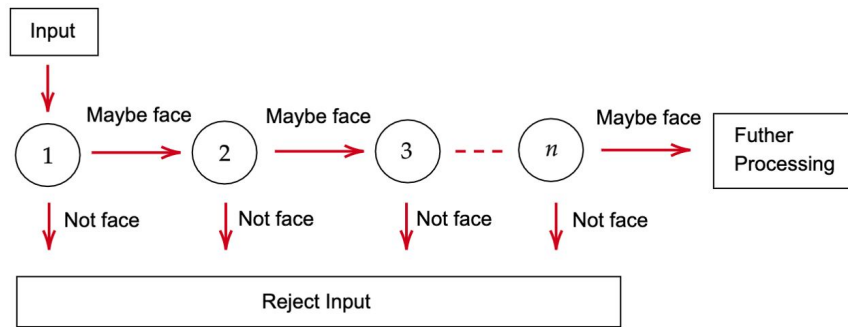 Input
Maybe face
Maybe face
Maybe face
1
2
3
n
Futher
Processing
Not face
Not face
Not face
Not face
Reject Input